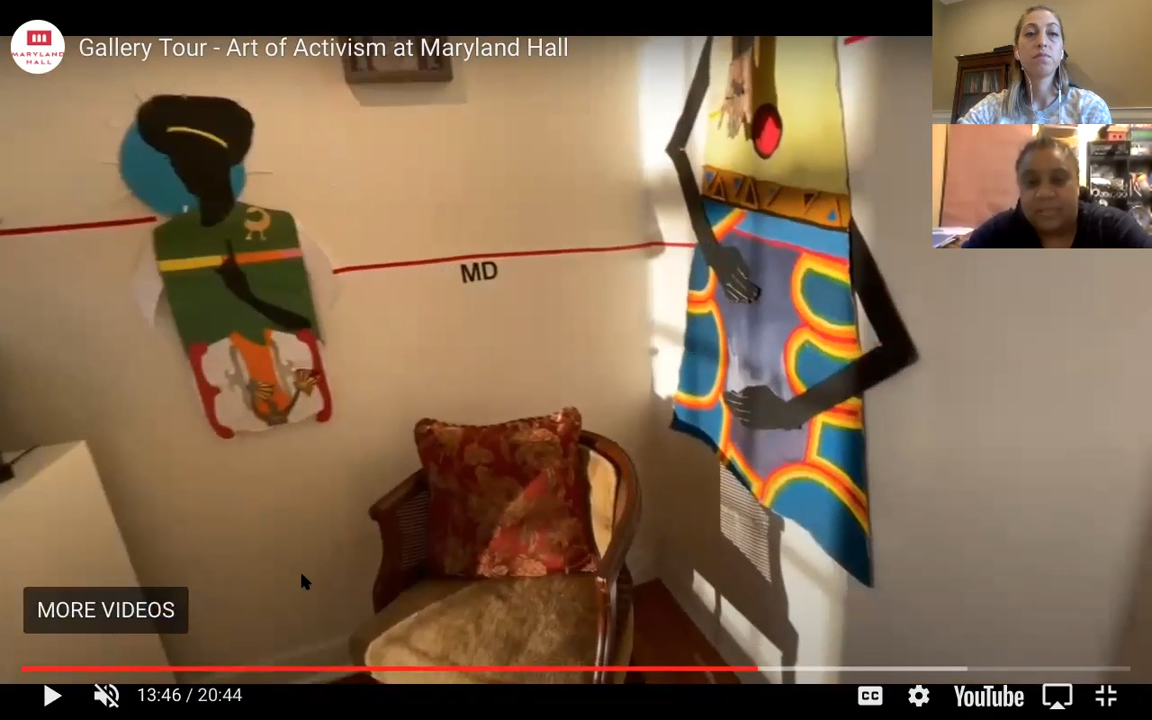 MARYLAND
HALL
Gallery Tour - Art of Activism at Maryland Hall
MD
MORE VIDEOS
13:46 / 20:44
CC
YouTube